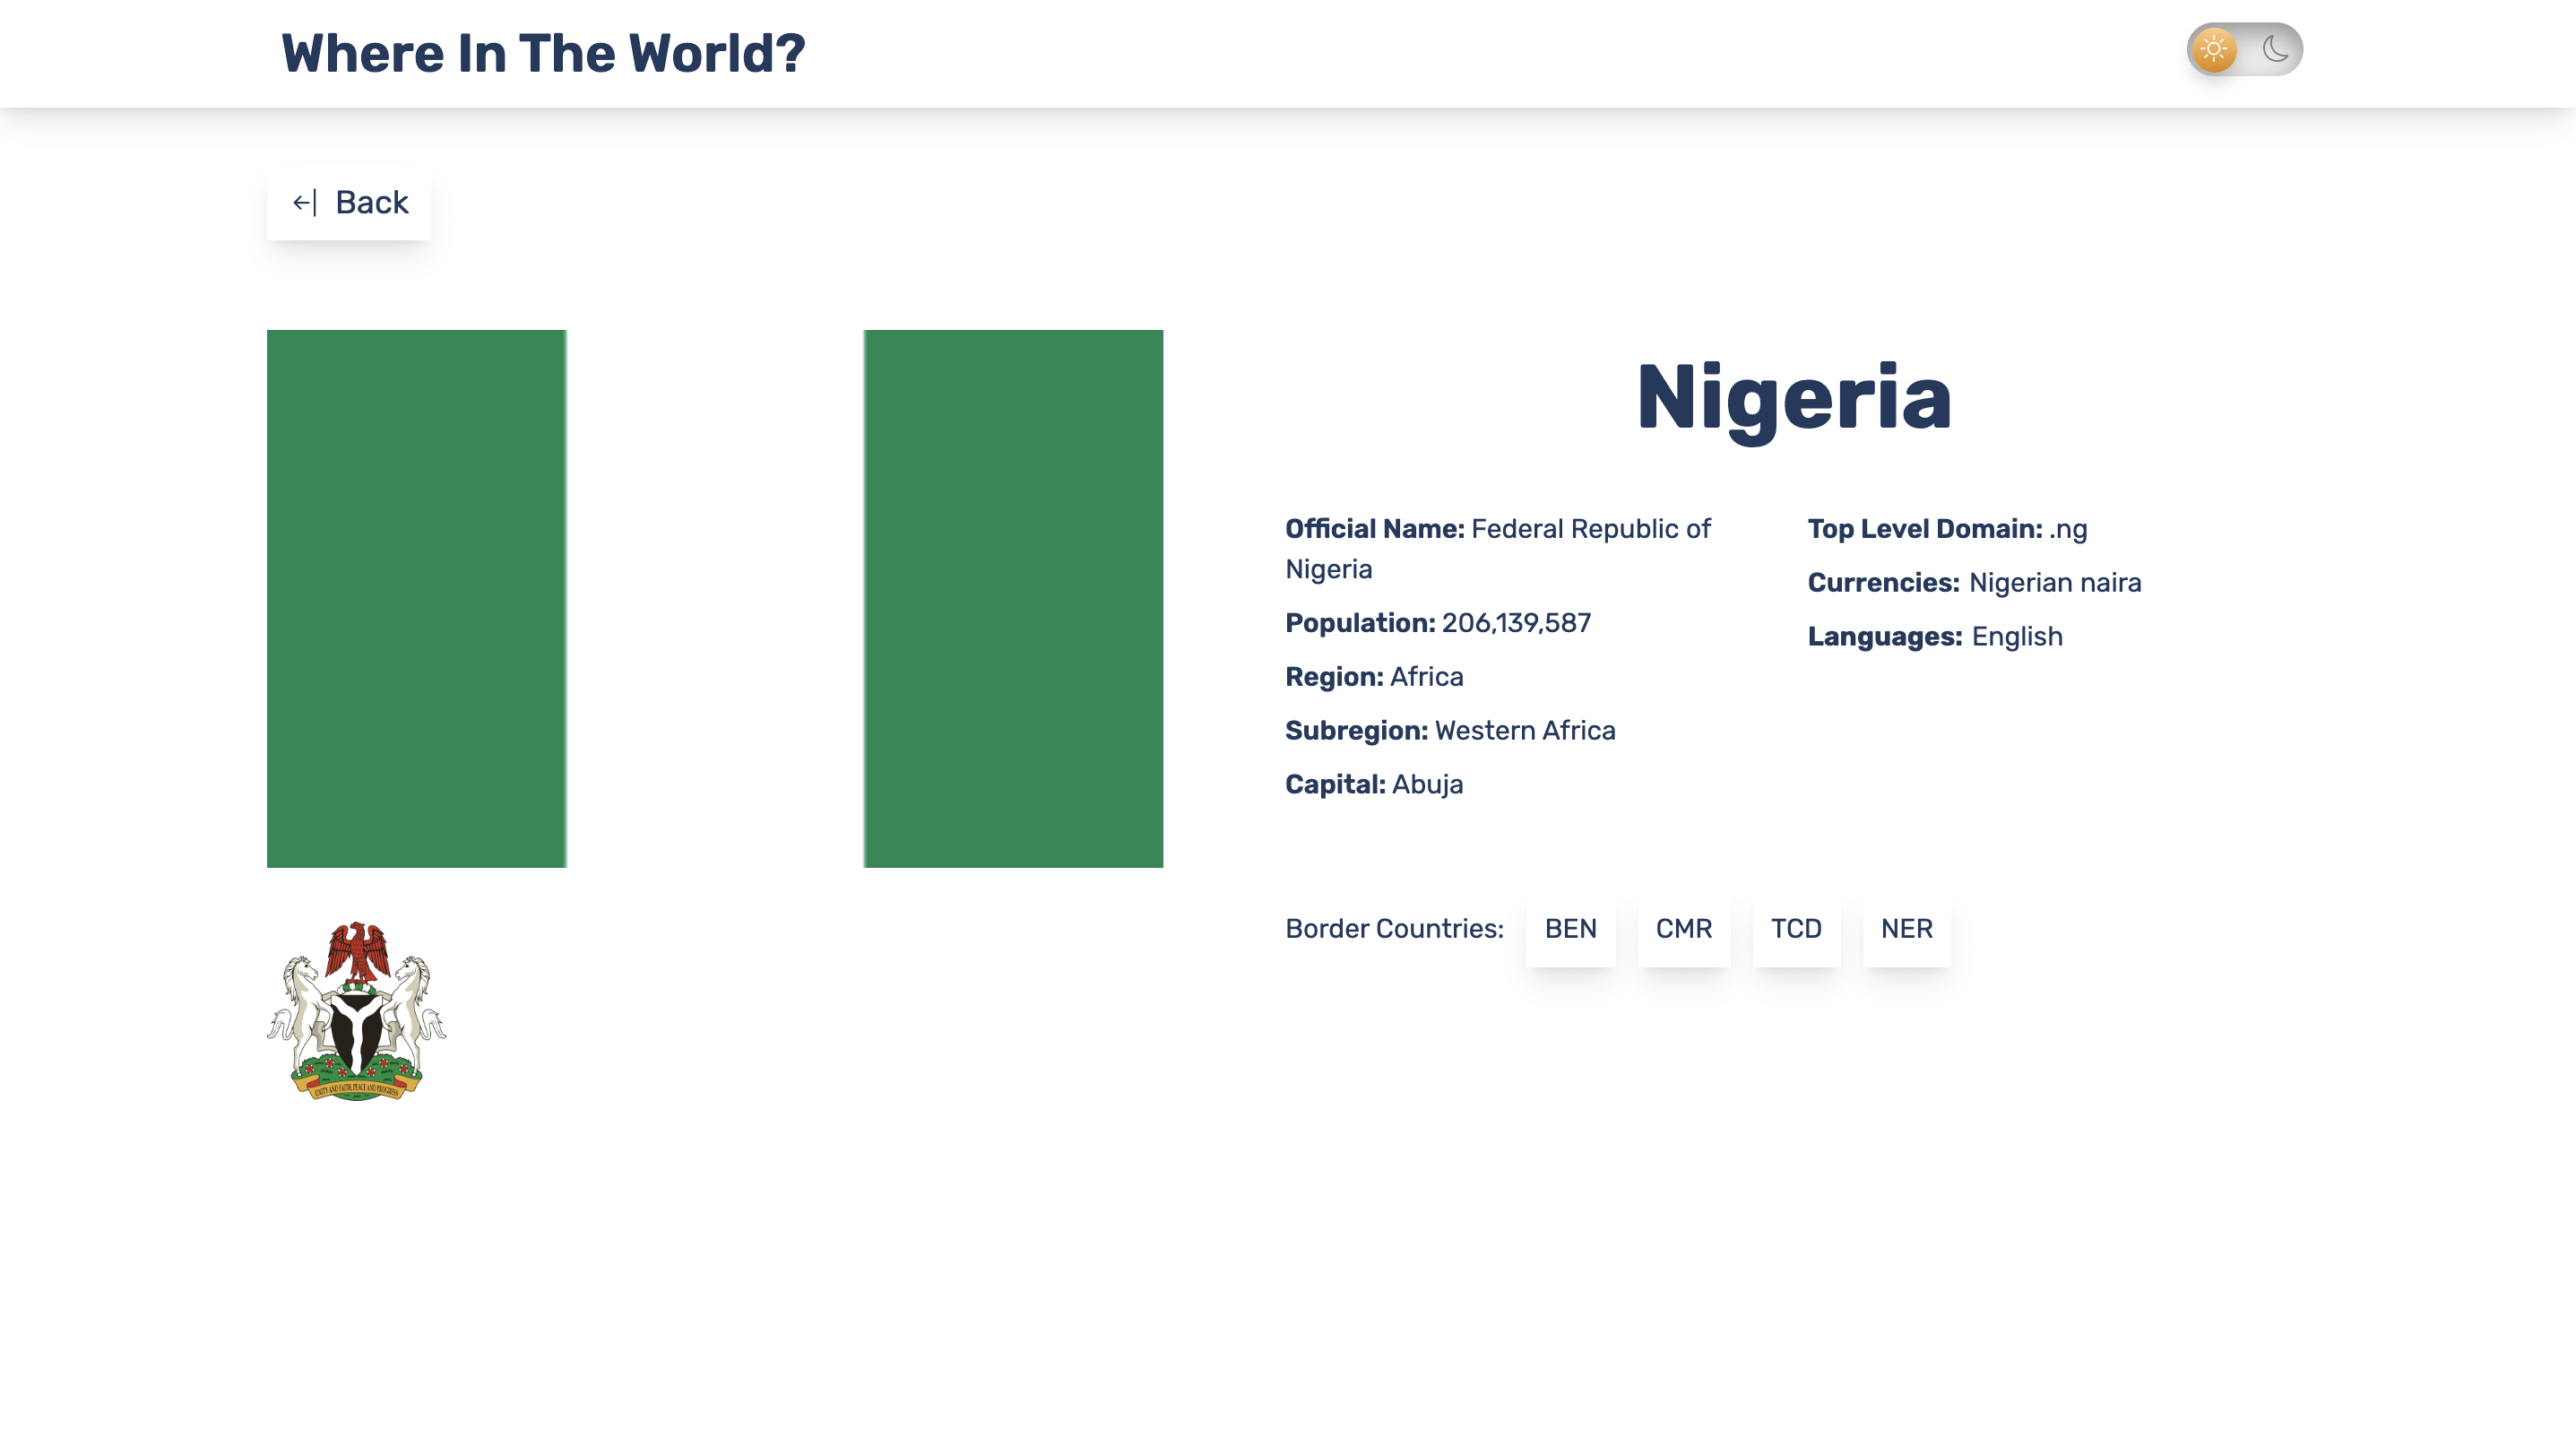 Where In The World?
Back
Nigeria
Official Name: Federal Republic of
Nigeria
Population: 206,139,587
Region: Africa
Subregion: Western Africa
Capital: Abuja
Top Level Domain: .ng
Currencies: Nigerian naira
Languages: English
Border Countries: BEN CMR TCD NER
UNITY AND FAITH, PEACE AND PROGRESS